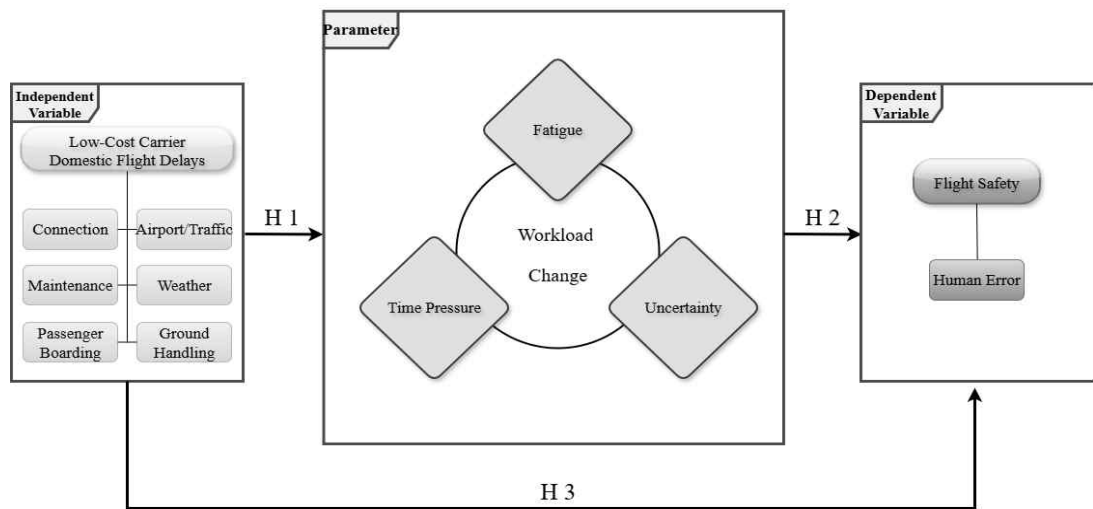 Parameter
Independent
Variable
Low-Cost Carrier
Domestic Flight Delays
Connection
Airport/Traffic
Maintenance
Weather
Passenger
Boarding
Ground
Handling
H 1
Fatigue
Workload
Change
Time Pressure
Uncertainty
H 2
Dependent
Variable
Flight Safety
Human Error
H 3